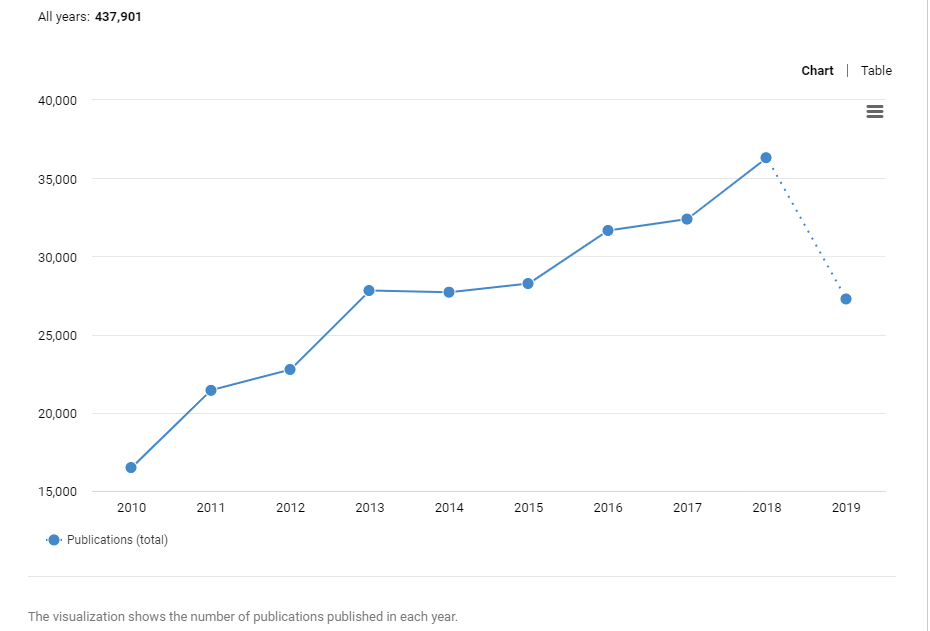 All years: 437,901
Chart | Table
40,000
35,000
30,000
25,000
20,000
15,000
2010 2011 2012 2013 2014 2015 2016 2017 2018 2019
Publications (total)
The visualization shows the number of publications published in each year.